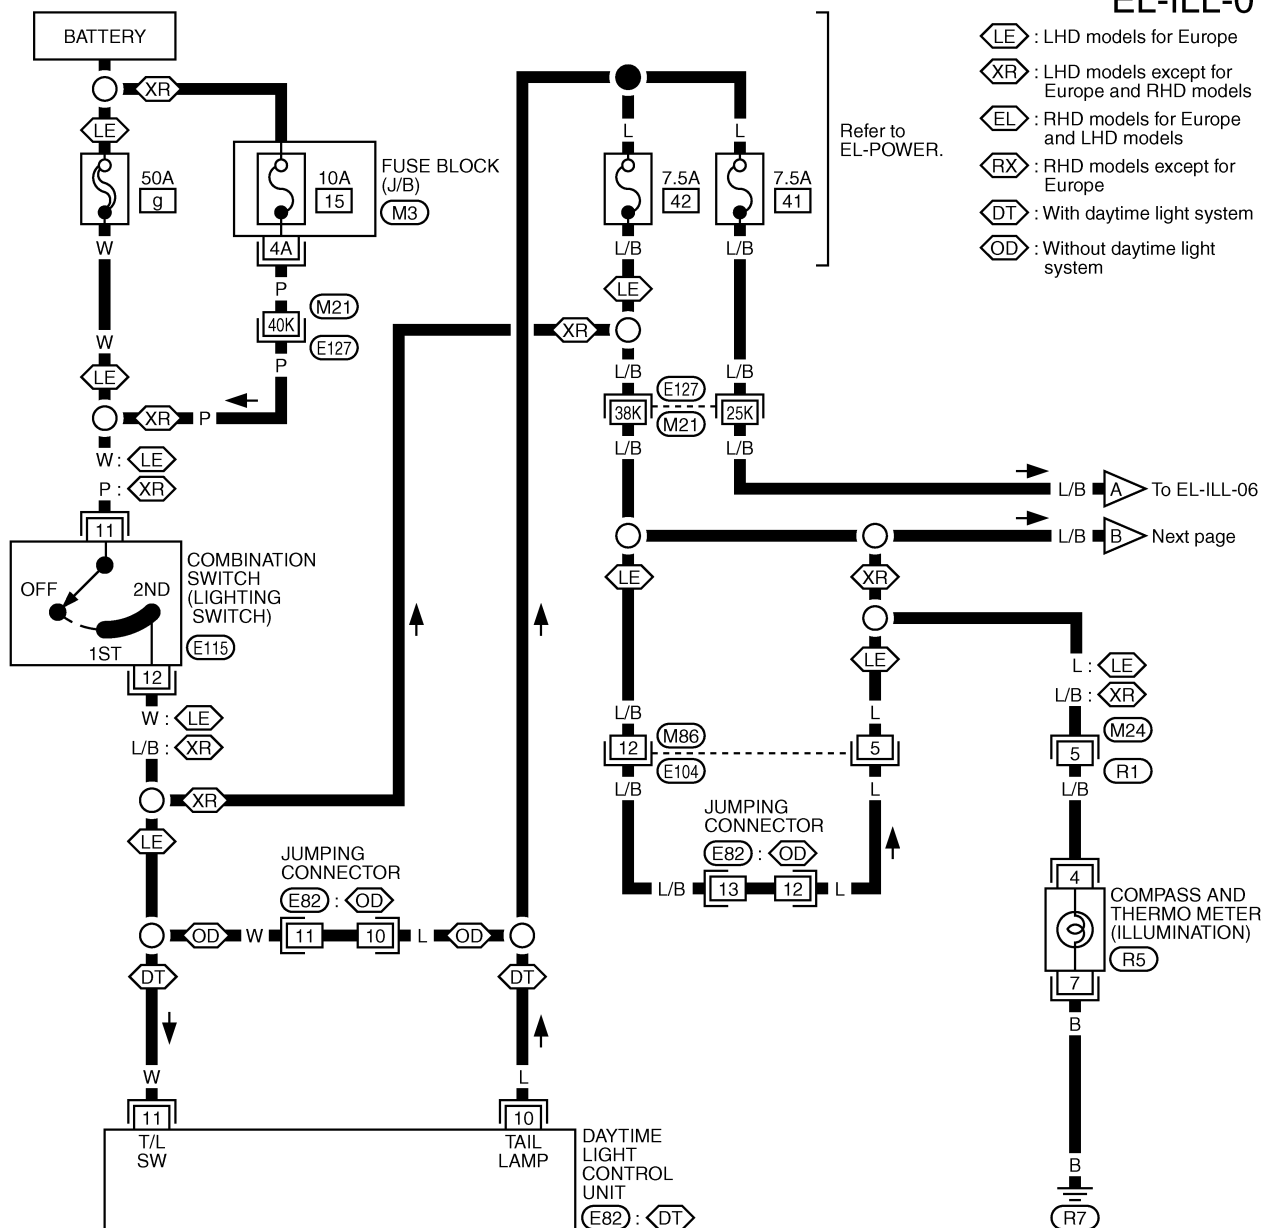 EL-ILL-0
BATTERY
LE : LHD models for Europe
XR : LHD models except for
Europe and RHD models
EL : RHD models for Europe
and LHD models
RX : RHD models except for
Europe
DT : With daytime light system
OD : Without daytime light
system
XR
LE
50A
g
10A
15
FUSE BLOCK
(J/B)
M3
4A
L
L
7.5A
42
7.5A
41
Refer to
EL-POWER.
W
P
M21
40K
E127
P
W
LE
XR
P
W : LE
P : XR
L/B
L/B
LE
XR
L/B
L/B
E127
38K
25K
M21
L/B
L/B
L/B
A
To EL-ILL-06
L/B
B
Next page
11
OFF
2ND
1ST
COMBINATION
SWITCH
(LIGHTING
SWITCH)
E115
12
W : LE
L/B : XR
XR
LE
LE
XR
LE
L : LE
L/B : XR
L/B
L
12
M86
E104
5
L/B
L
M24
5
R1
L/B
JUMPING
CONNECTOR
E82 : OD
L/B
13
12
L
JUMPING
CONNECTOR
E82 : OD
OD
W
11
10
L
OD
DT
DT
W
L
11
10
T/L
SW
TAIL
LAMP
DAYTIME
LIGHT
CONTROL
UNIT
E82 : DT
4
COMPASS AND
THERMO METER
(ILLUMINATION)
R5
7
B
B
R7